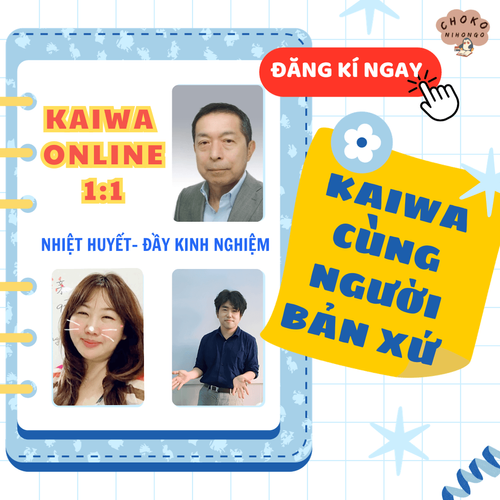 CHOKO
NIHONGO
ĐĂNG KÍ NGAY
KAIWA
ONLINE
1:1
NHIỆT HUYẾT- ĐẦY KINH NGHIỆM
KAIWA
CÙNG
NGƯỜI
BẢN XỨ